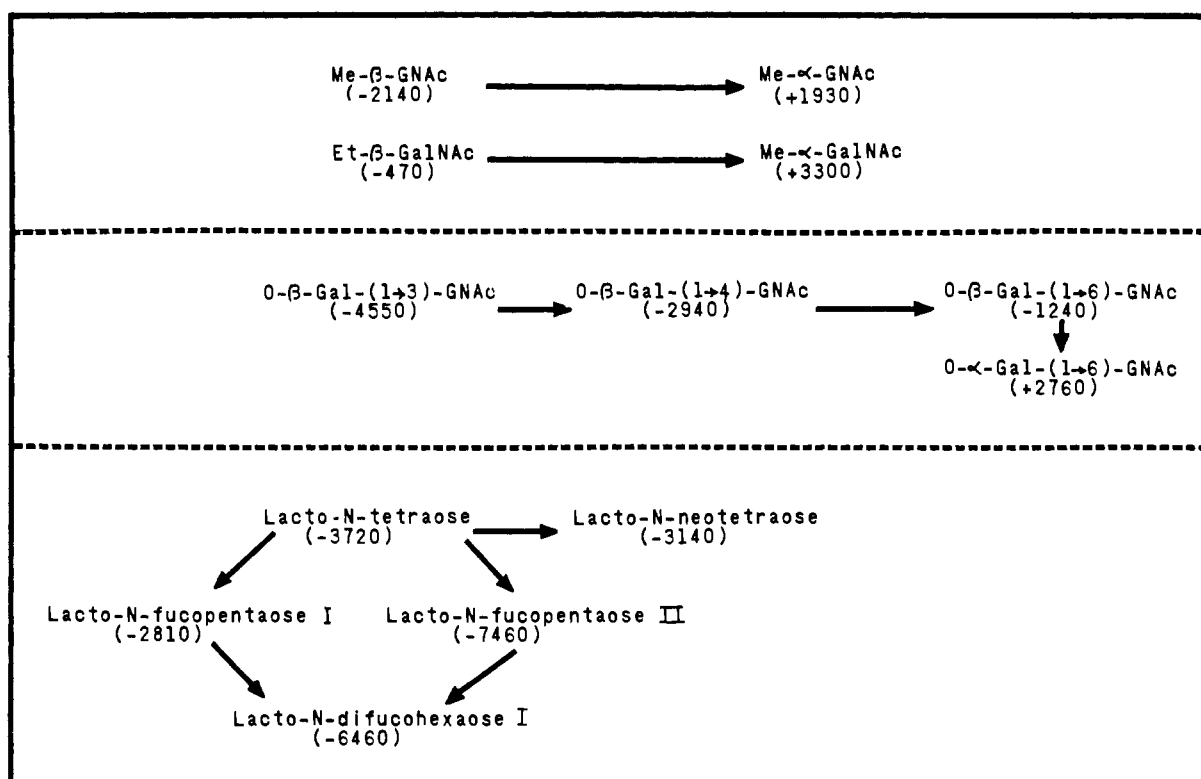 Me-β-GNAc Me-α-GNAc
(-2140) (+1930)
Et-β-GalNAc Me-α-GalNAc
(-470) (+3300)
O-β-Gal-(1→3)-GNAc O-β-Gal-(1→4)-GNAc O-β-Gal-(1→6)-GNAc
(-4550) (-2940) (-1240)
O-α-Gal-(1→6)-GNAc
(+2760)
Lacto-N-tetraose Lacto-N-neotetraose
(-3720) (-3140)
Lacto-N-fucopentaose I Lacto-N-fucopentaose II
(-2810) (-7460)
Lacto-N-difucohexaose I
(-6460)